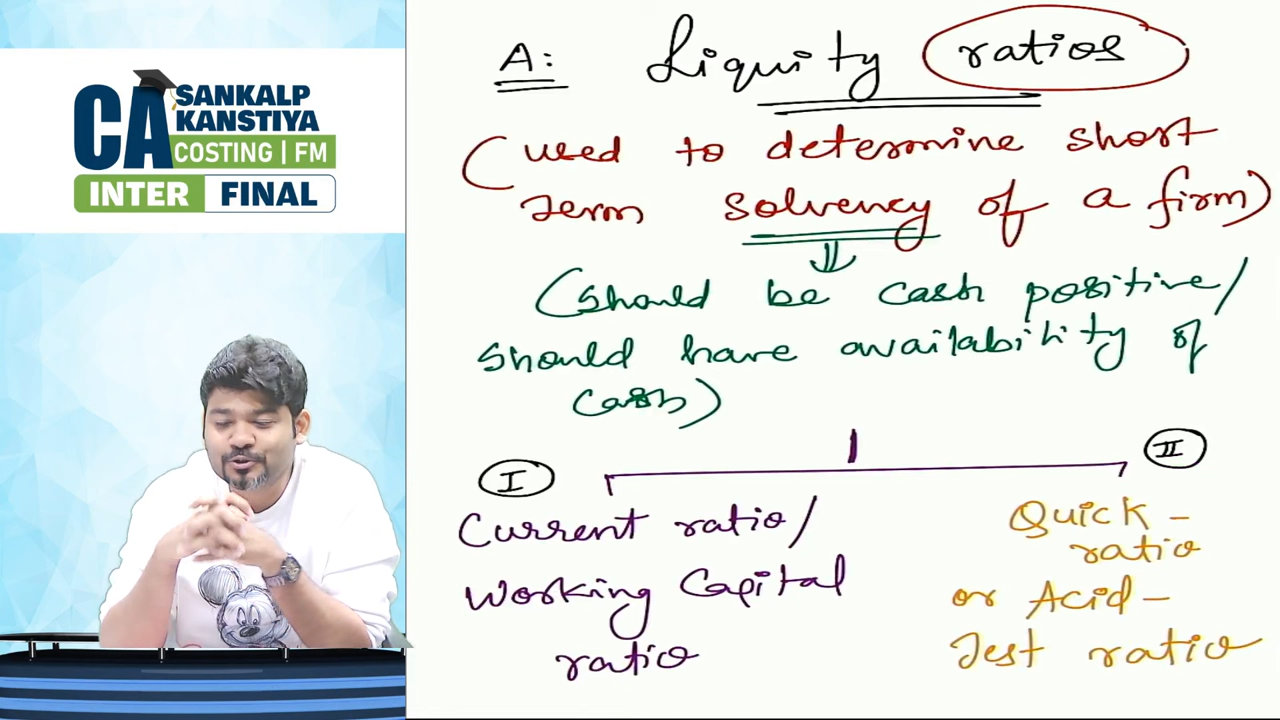 CA SANKALP
KANSTIYA
COSTING | FM
INTER FINAL
A: Liquity ratios
(used to determine short
term solvency of a firm)
(should be cash positive/
should have availability of
cash)
I
II
Current ratio/
Working Capital
ratio
Quick-
ratio
or Acid-
Test ratio